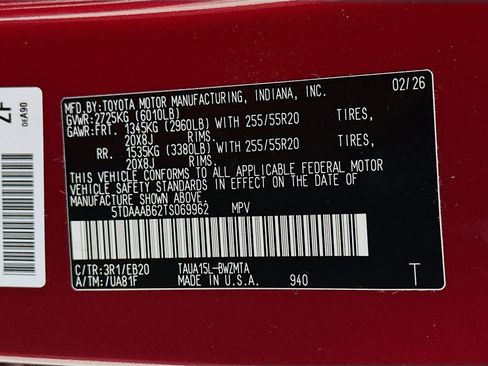 MFD.BY:TOYOTA MOTOR MANUFACTURING, INDIANA, INC. 02/26
GVWR:2725KG (6010LB)
GAWR:FRT. 1345KG (2960LB) WITH 255/55R20 TIRES,
20X8J RIMS.
RR. 1535KG (3380LB) WITH 255/55R20 TIRES,
20X8J RIMS.
THIS VEHICLE CONFORMS TO ALL APPLICABLE FEDERAL MOTOR
VEHICLE SAFETY STANDARDS IN EFFECT ON THE DATE OF
MANUFACTURE SHOWN ABOVE.
5TDAAAB62TS069962 MPV
C/TR:3R1/EB20 TAUA15L-BWZMTA
A/TM:/UA81F MADE IN U.S.A. 940 T
ZF
DEA90